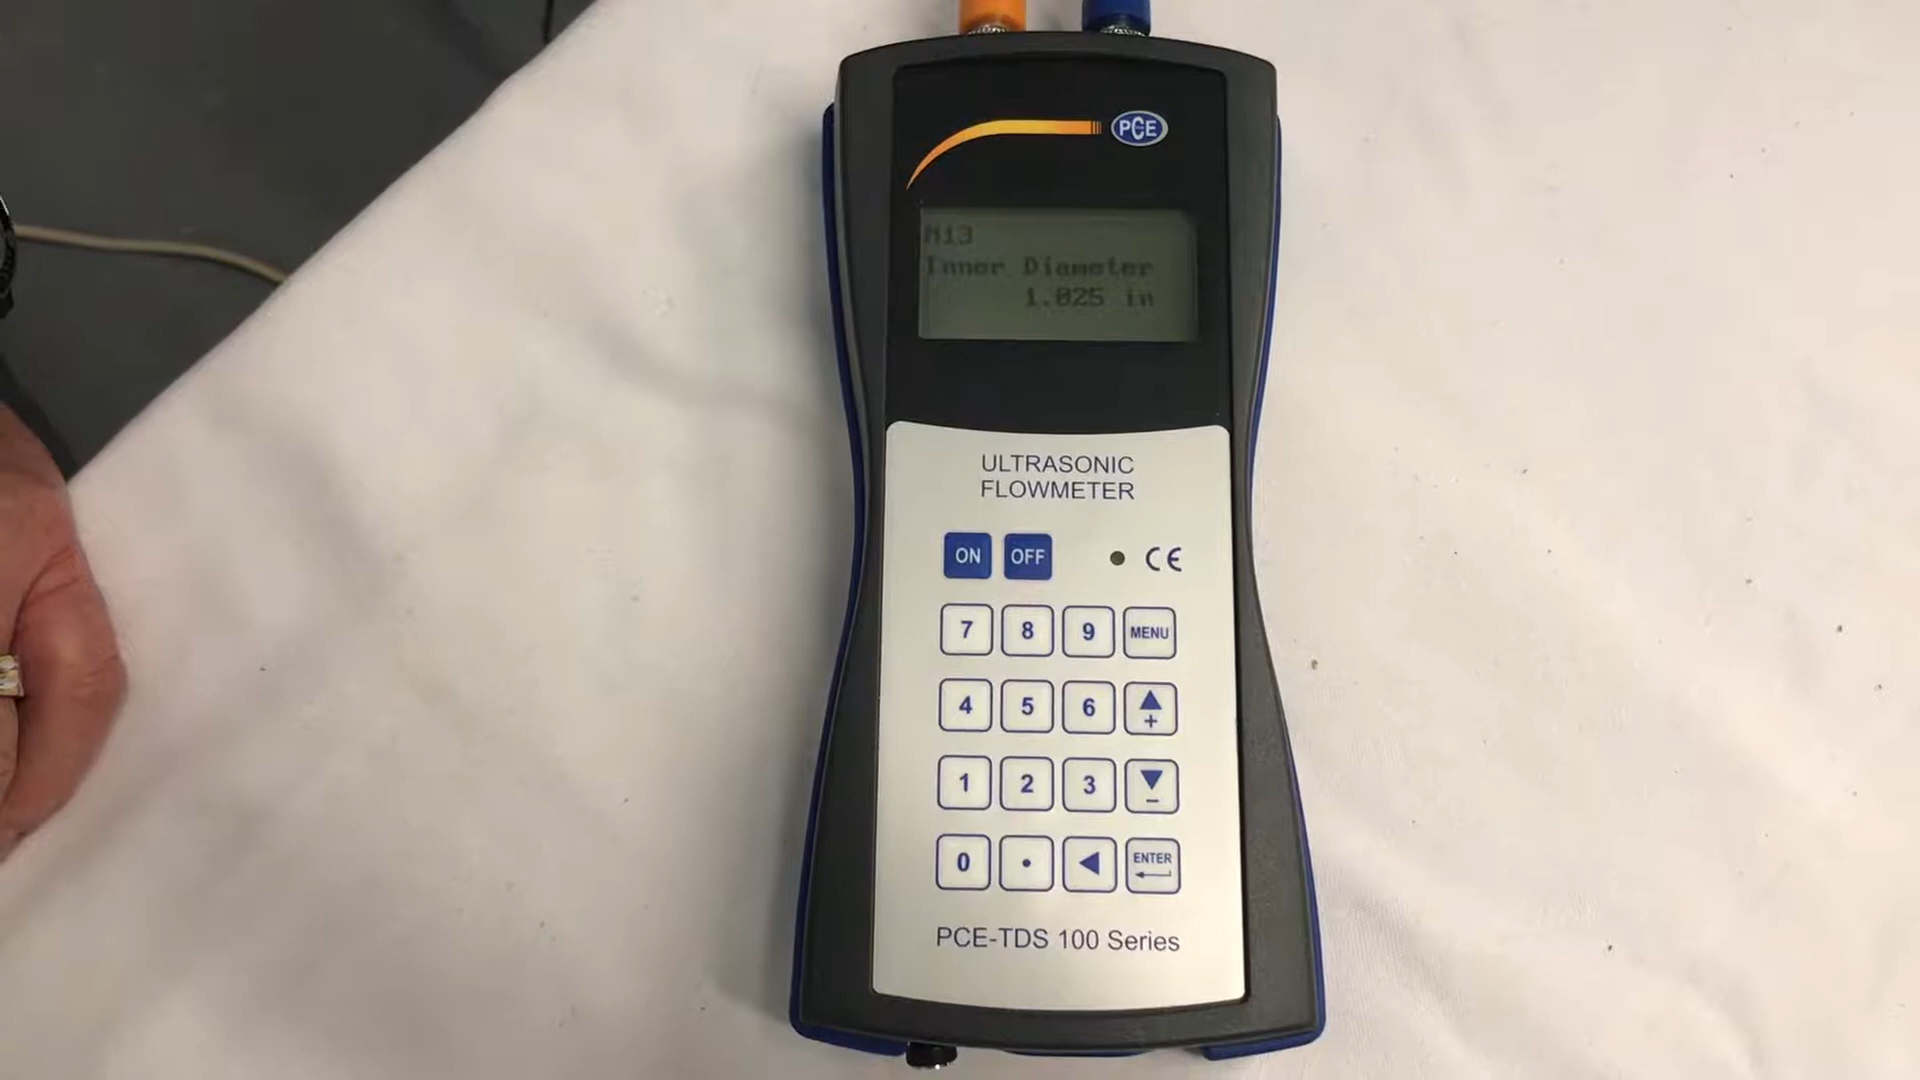 PCE
M13
Inner Diameter
1.025 in
ULTRASONIC
FLOWMETER
ON OFF CE
7 8 9 MENU
4 5 6 +
1 2 3 -
0 . ENTER
PCE-TDS 100 Series